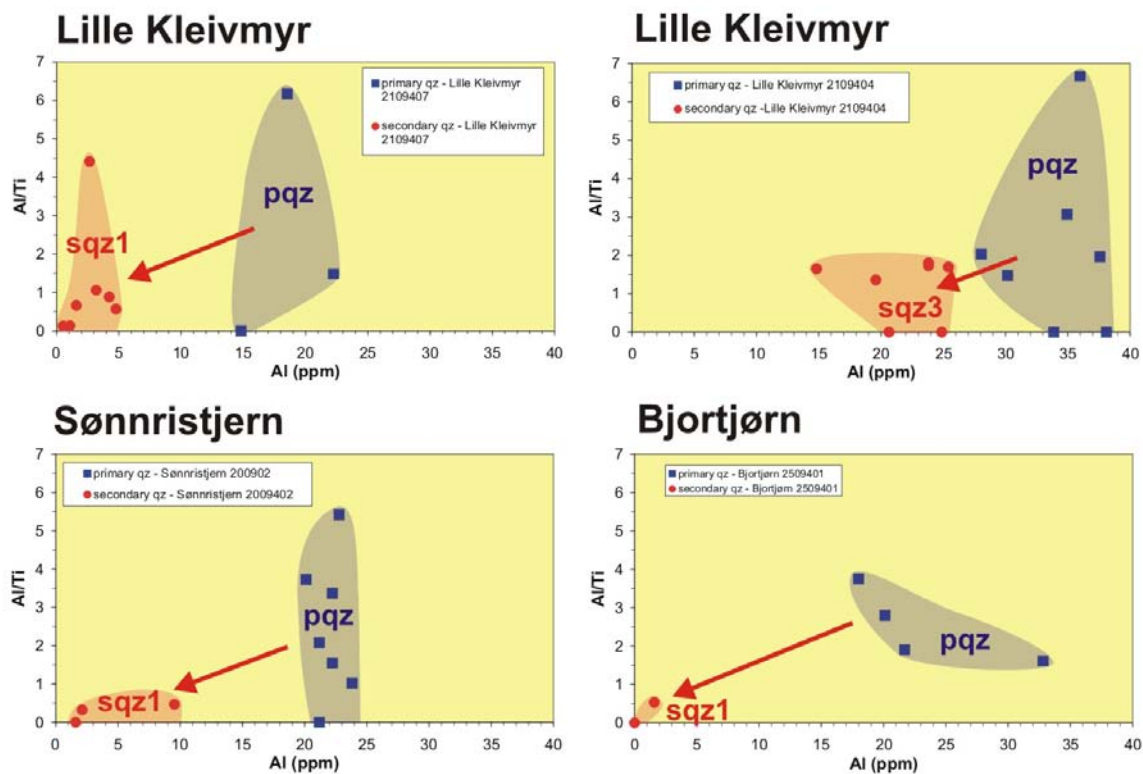 Lille Kleivmyr
7
6
5
4
3
2
1
0
Al/Ti
primary qz - Lille Kleivmyr
2109407
secondary qz - Lille Kleivmyr
2109407
pqz
sqz1
0 5 10 15 20 25 30 35 40
Al (ppm)
Lille Kleivmyr
7
6
5
4
3
2
1
0
Al/Ti
primary qz - Lille Kleivmyr 2109404
secondary qz -Lille Kleivmyr 2109404
pqz
sqz3
0 5 10 15 20 25 30 35 40
Al (ppm)
Sønnristjern
7
6
5
4
3
2
1
0
Al/Ti
primary qz - Sønnristjern 200902
secondary qz - Sønnristjern 2009402
pqz
sqz1
0 5 10 15 20 25 30 35 40
Al (ppm)
Bjortjørn
7
6
5
4
3
2
1
0
Al/Ti
primary qz - Bjortjørn 2509401
secondary qz - Bjortjørn 2509401
pqz
sqz1
0 5 10 15 20 25 30 35 40
Al (ppm)